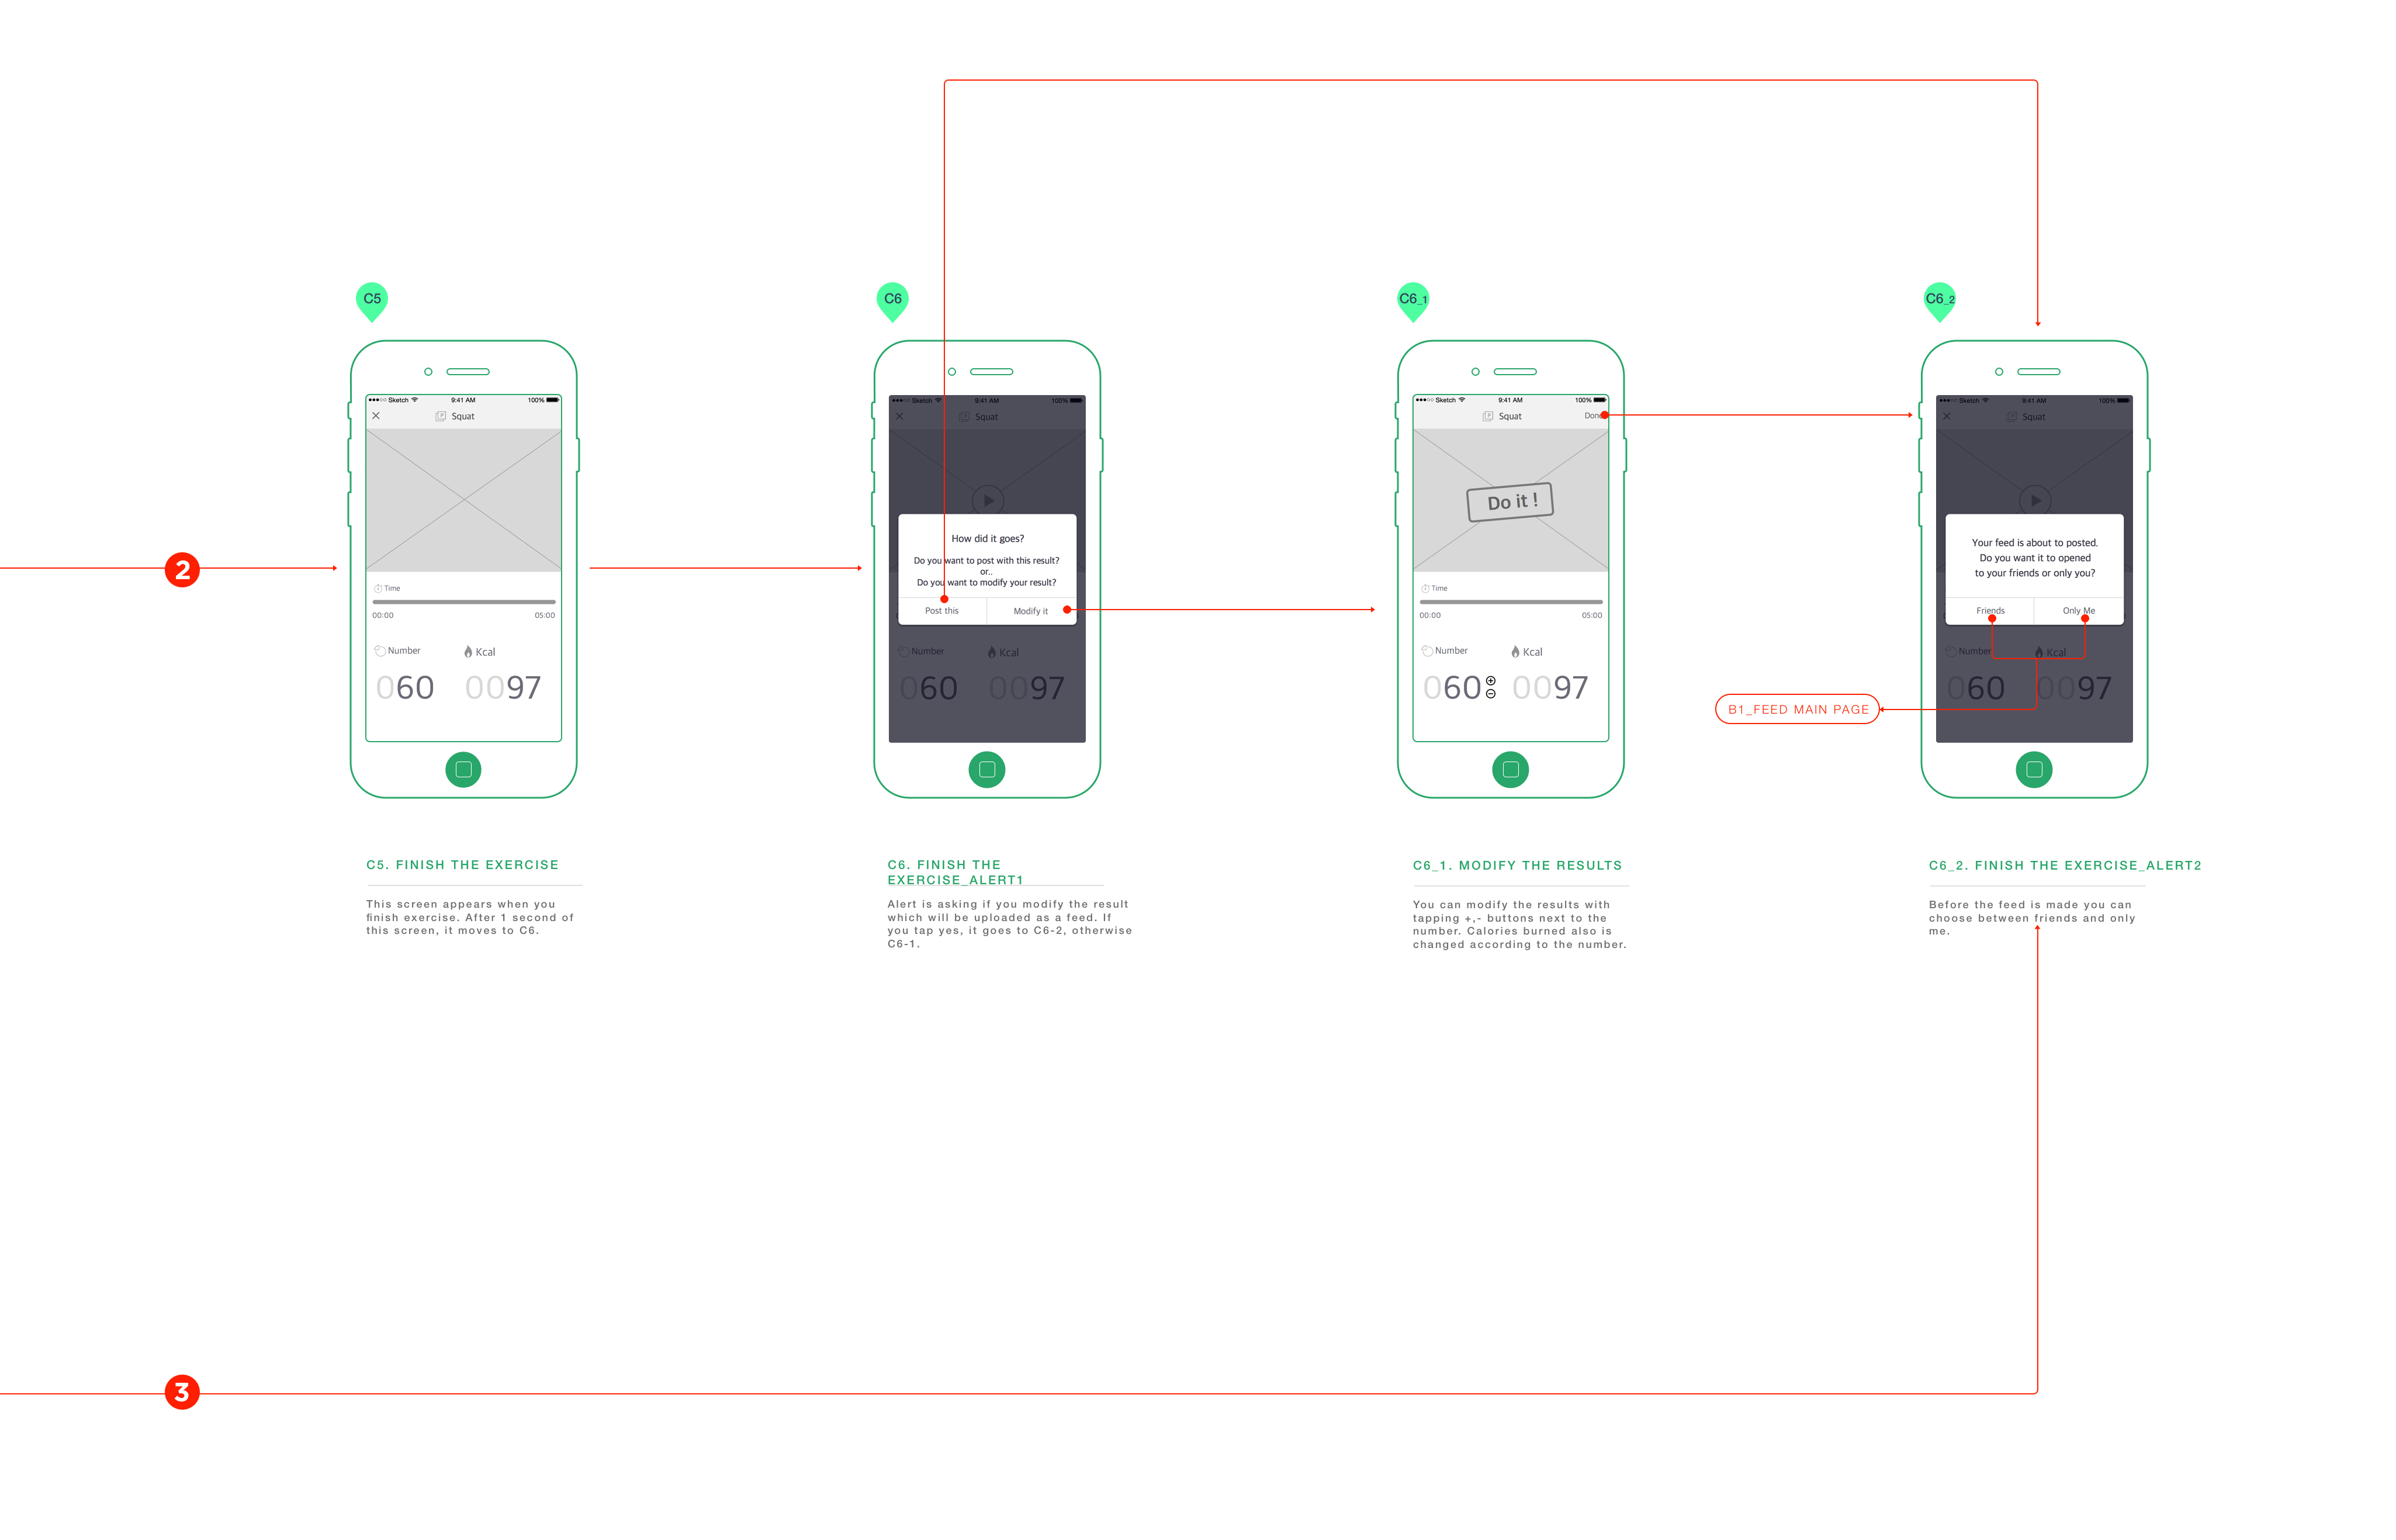 C5
C6
C6_1
C6_2
Sketch 9:41 AM 100%
Squat
Time
00:00 05:00
Number Kcal
060 0097
Sketch 9:41 AM 100%
Squat
How did it goes?
Do you want to post with this result?
or..
Do you want to modify your result?
Post this Modify it
Number Kcal
060 0097
Sketch 9:41 AM 100%
Squat Done
Do it !
Time
00:00 05:00
Number Kcal
060 0097
Sketch 9:41 AM 100%
Squat
Your feed is about to posted.
Do you want it to opened
to your friends or only you?
Friends Only Me
Number Kcal
060 0097
2
B1_FEED MAIN PAGE
C5. FINISH THE EXERCISE
This screen appears when you
finish exercise. After 1 second of
this screen, it moves to C6.
C6. FINISH THE
EXERCISE_ALERT1
Alert is asking if you modify the result
which will be uploaded as a feed. If
you tap yes, it goes to C6-2, otherwise
C6-1.
C6_1. MODIFY THE RESULTS
You can modify the results with
tapping +,- buttons next to the
number. Calories burned also is
changed according to the number.
C6_2. FINISH THE EXERCISE_ALERT2
Before the feed is made you can
choose between friends and only
me.
3